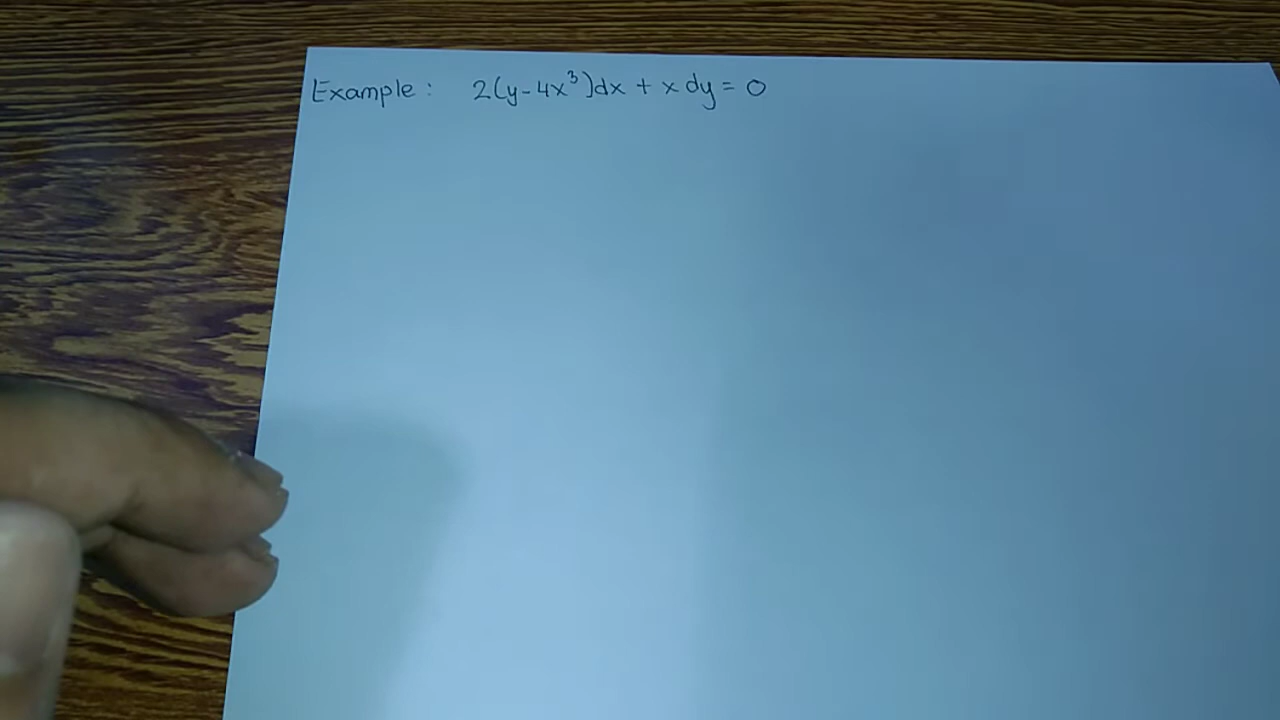 Example : 2(y-4x³)dx + x dy = 0